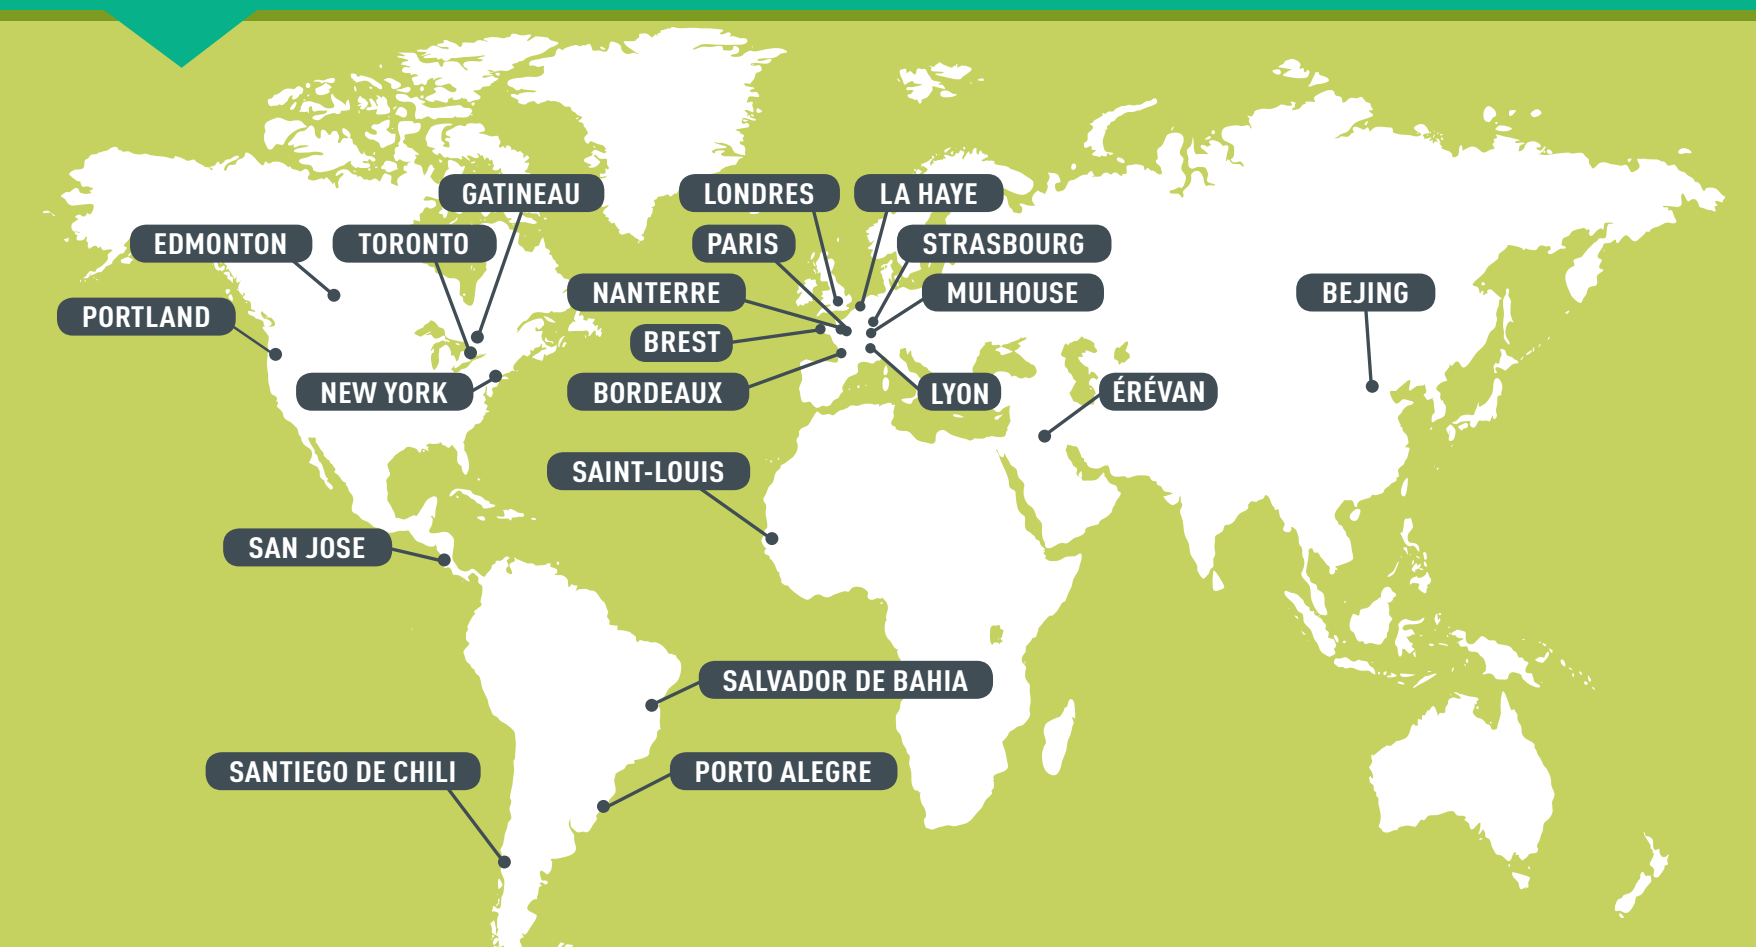 GATINEAU
LONDRES
LA HAYE
EDMONTON
TORONTO
PARIS
STRASBOURG
NANTERRE
MULHOUSE
BEJING
PORTLAND
BREST
NEW YORK
BORDEAUX
LYON
ÉRÉVAN
SAINT-LOUIS
SAN JOSE
SALVADOR DE BAHIA
SANTIEGO DE CHILI
PORTO ALEGRE